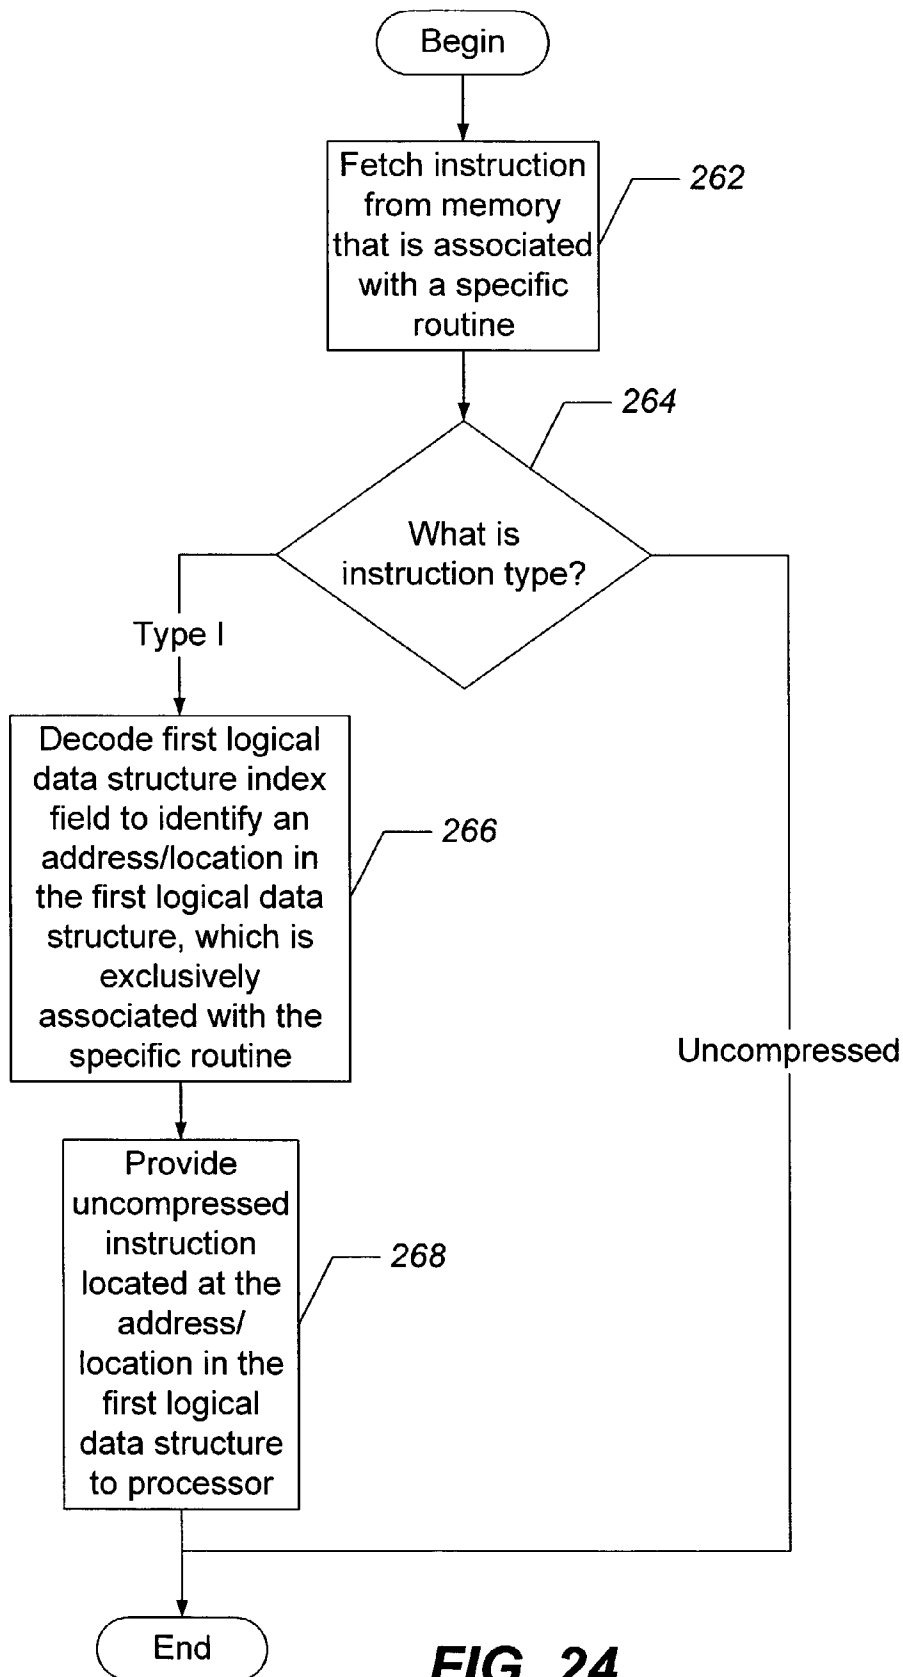 Begin
Fetch instruction
from memory
that is associated
with a specific
routine
262
264
What is
instruction type?
Type I
Decode first logical
data structure index
field to identify an
address/location in
the first logical data
structure, which is
exclusively
associated with the
specific routine
266
Uncompressed
Provide
uncompressed
instruction
located at the
address/
location in the
first logical
data structure
to processor
268
End
FIG. 24